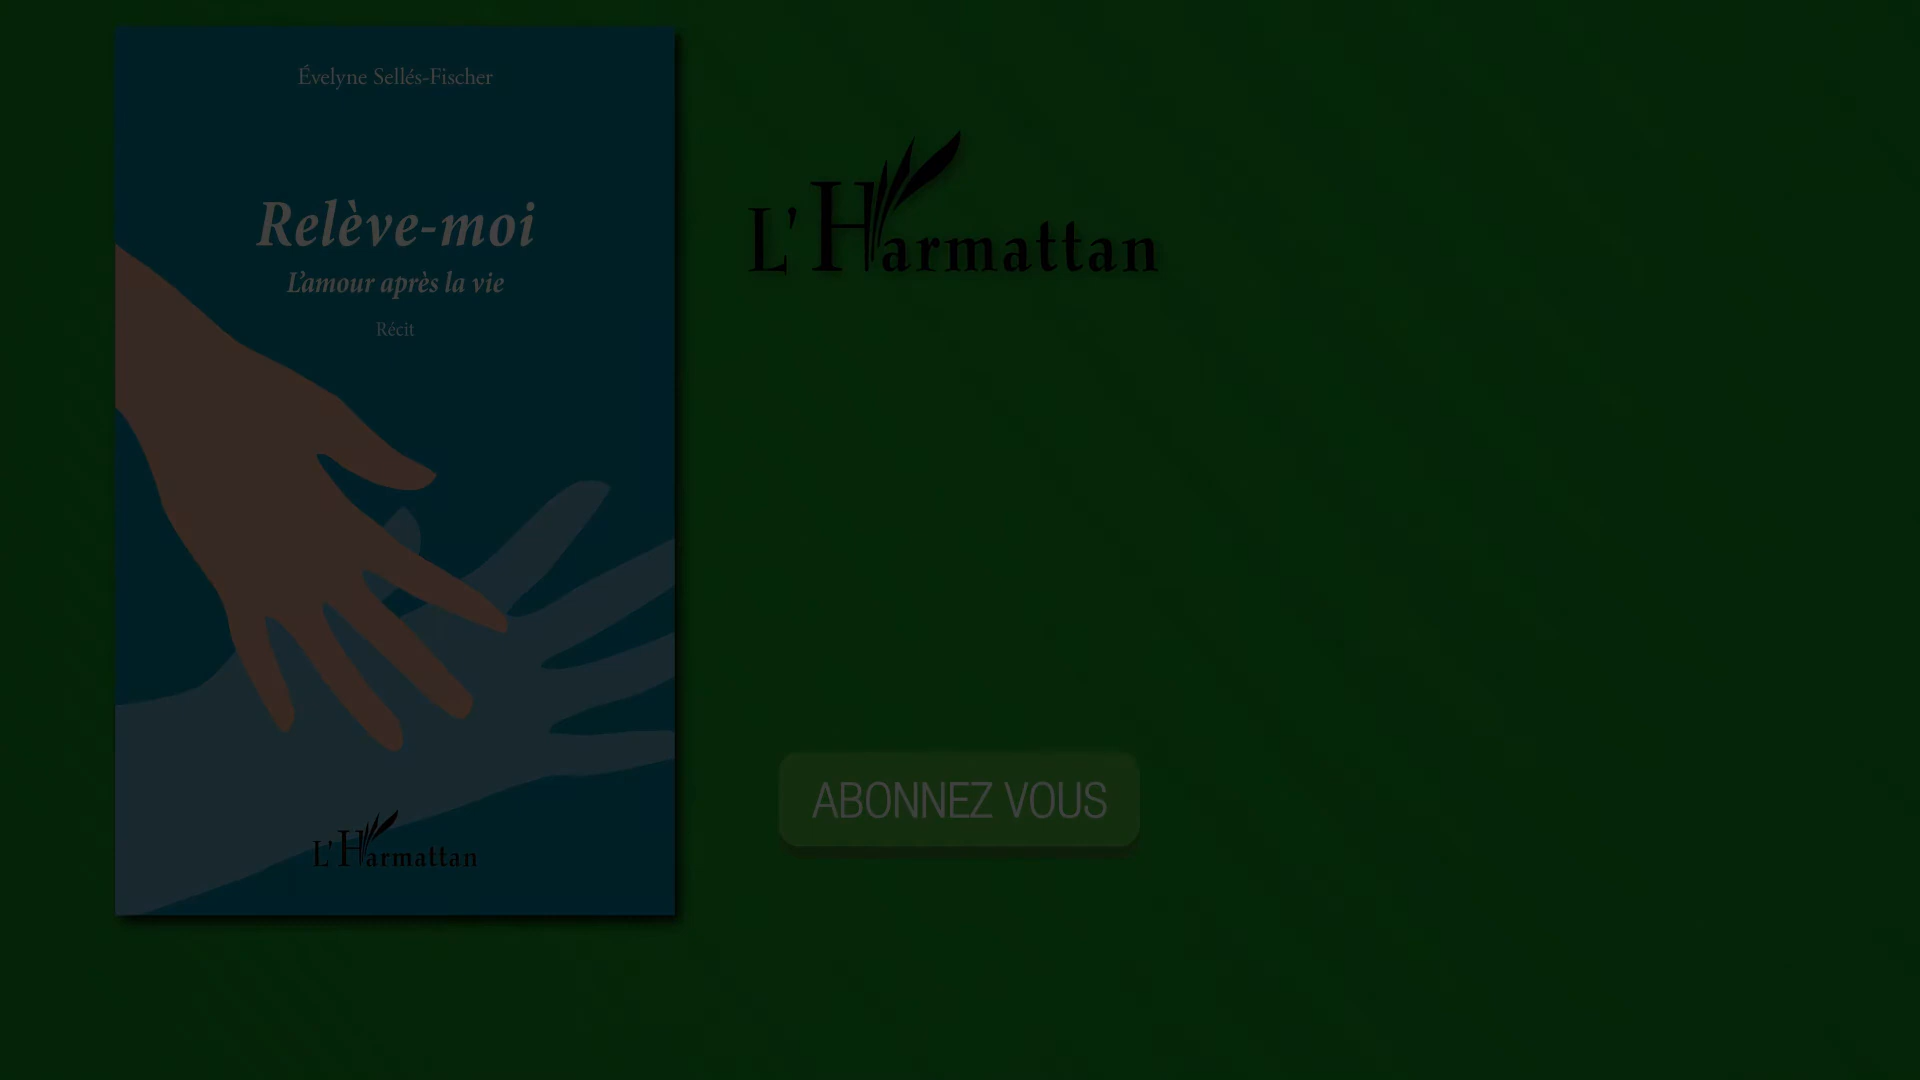 Évelyne Sellés-Fischer
Relève-moi
L'amour après la vie
Récit
L'Harmattan
L'Harmattan
ABONNEZ VOUS